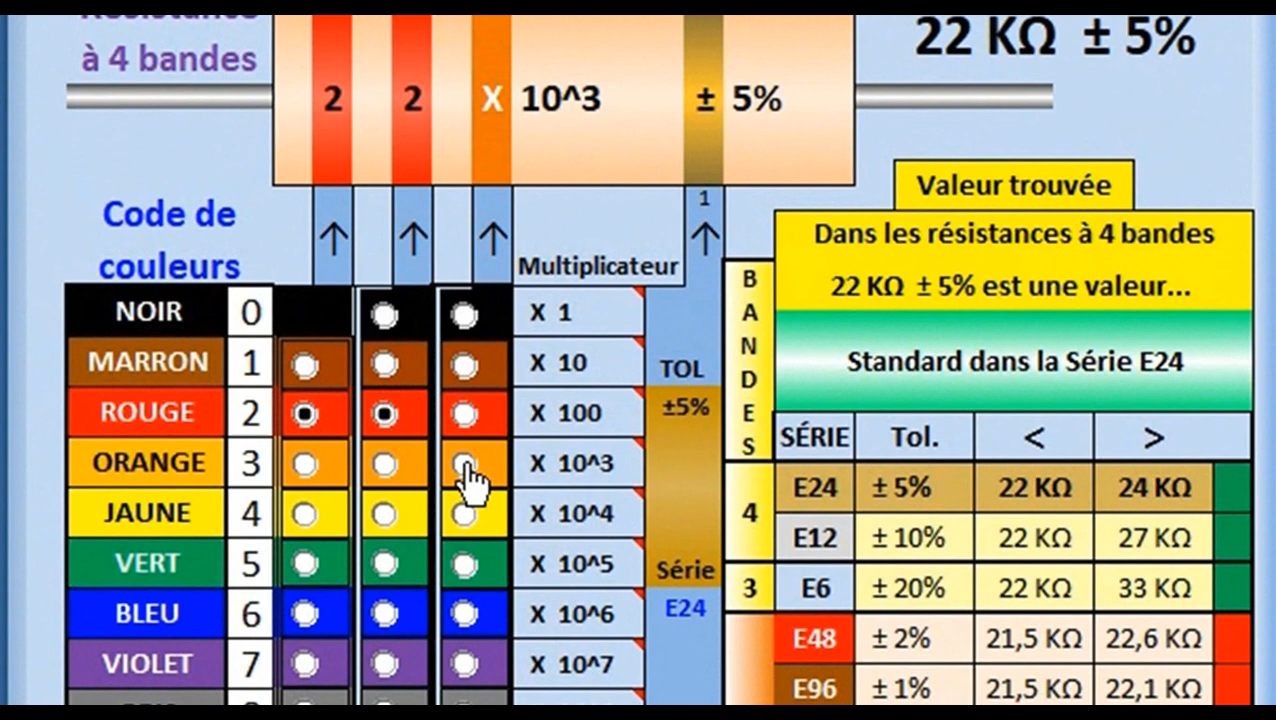 Résistance
à 4 bandes
22 KΩ ± 5%
2 2 X 10^3 ± 5%
Code de
couleurs
1
Multiplicateur
NOIR 0 X 1
MARRON 1 X 10
ROUGE 2 X 100
ORANGE 3 X 10^3
JAUNE 4 X 10^4
VERT 5 X 10^5
BLEU 6 X 10^6
VIOLET 7 X 10^7
TOL
±5%
Série
E24
Valeur trouvée
Dans les résistances à 4 bandes
22 KΩ ± 5% est une valeur...
Standard dans la Série E24
BANDES
SÉRIE Tol. < >
4
E24 ± 5% 22 KΩ 24 KΩ
E12 ± 10% 22 KΩ 27 KΩ
3 E6 ± 20% 22 KΩ 33 KΩ
E48 ± 2% 21,5 KΩ 22,6 KΩ
E96 ± 1% 21,5 KΩ 22,1 KΩ